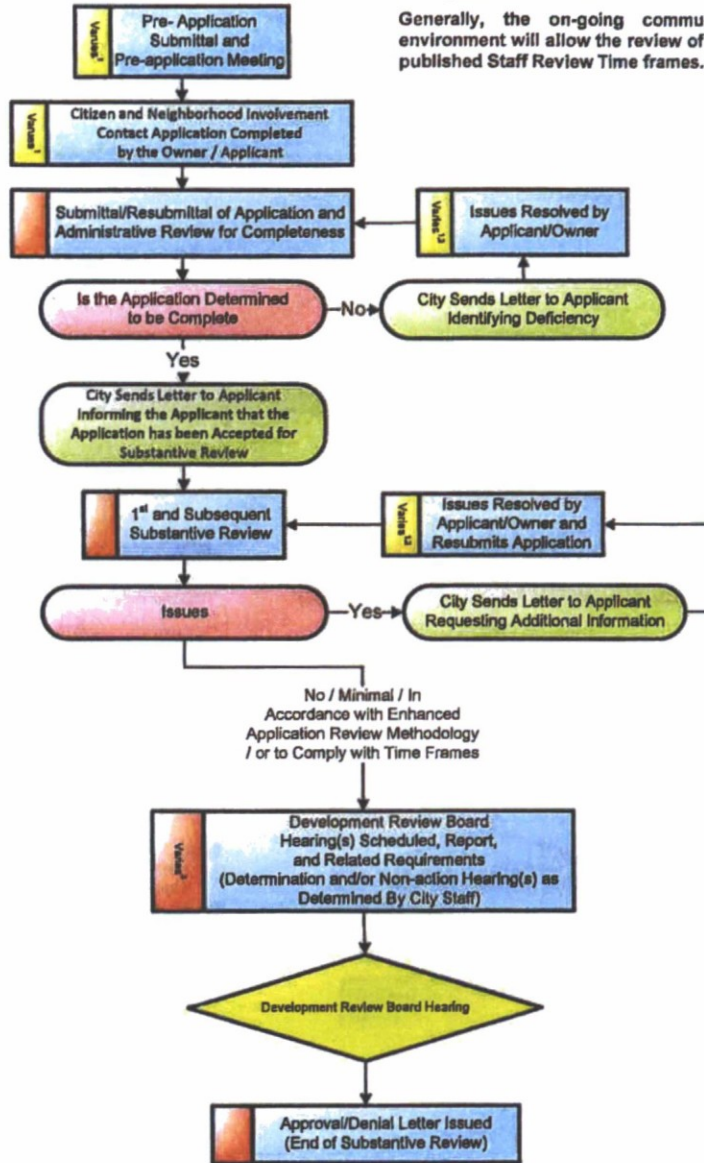 Generally, the on-going commu
environment will allow the review of
published Staff Review Time frames.
Pre- Application
Submittal and
Pre-application Meeting
Citizen and Neighborhood Involvement
Contact Application Completed
by the Owner / Applicant
Varies¹
Submittal/Resubmittal of Application and
Administrative Review for Completeness
Issues Resolved by
Applicant/Owner
Is the Application Determined
to be Complete
No
City Sends Letter to Applicant
Identifying Deficiency
Yes
City Sends Letter to Applicant
Informing the Applicant that the
Application has been Accepted for
Substantive Review
1st and Subsequent
Substantive Review
Issues Resolved by
Applicant/Owner and
Resubmits Application
Issues
Yes
City Sends Letter to Applicant
Requesting Additional Information
No / Minimal / In
Accordance with Enhanced
Application Review Methodology
/ or to Comply with Time Frames
Development Review Board
Hearing(s) Scheduled, Report,
and Related Requirements
(Determination and/or Non-action Hearing(s) as
Determined By City Staff)
Development Review Board Hearing
Approval/Denial Letter Issued
(End of Substantive Review)